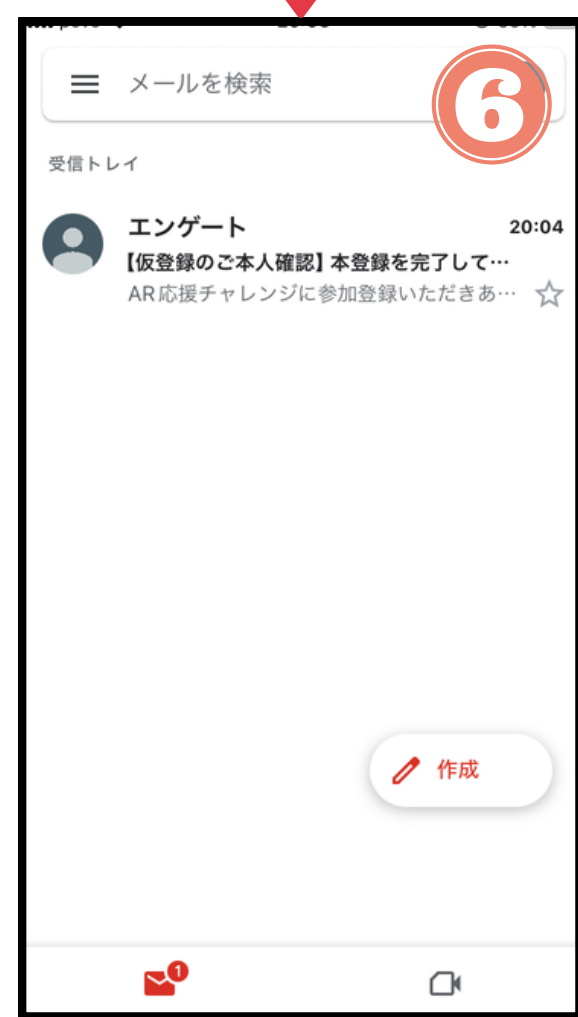 メールを検索
6
受信トレイ
エンゲート 20:04
【仮登録のご本人確認】本登録を完了して…
AR応援チャレンジに参加登録いただきあ…
作成
1